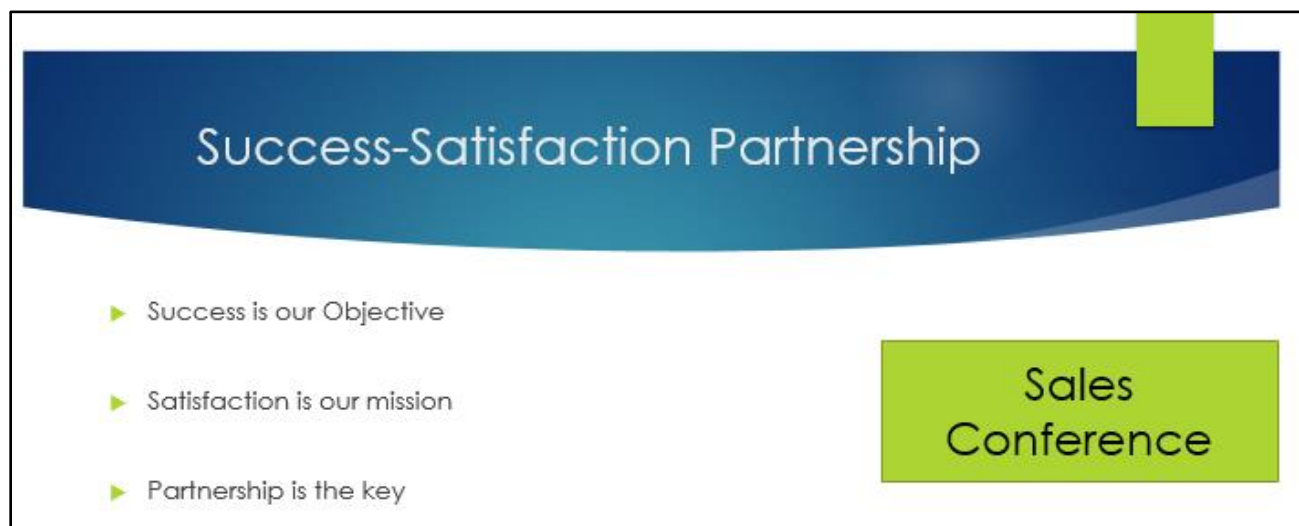 Success-Satisfaction Partnership
Success is our Objective
Satisfaction is our mission
Partnership is the key
Sales
Conference